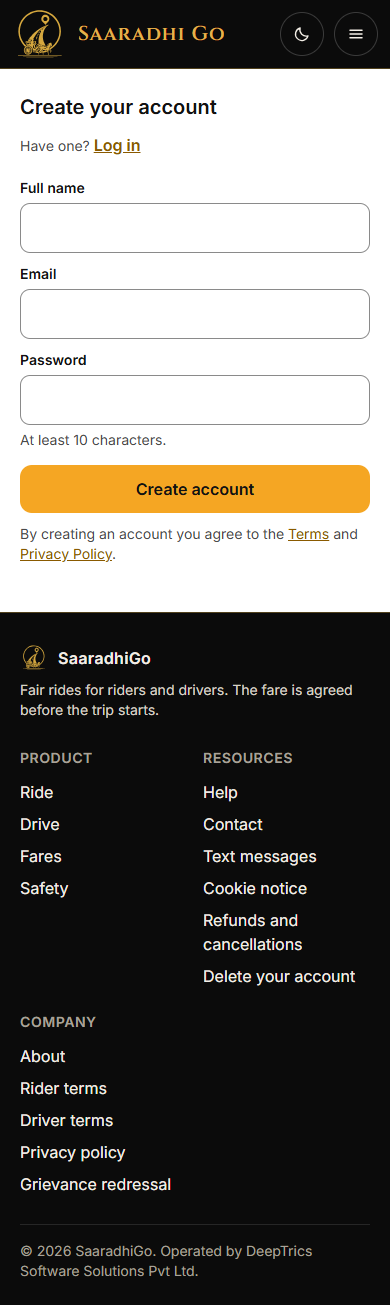 SAARADHI GO
Create your account
Have one? Log in
Full name
Email
Password
At least 10 characters.
Create account
By creating an account you agree to the Terms and
Privacy Policy.
SaaradhiGo
Fair rides for riders and drivers. The fare is agreed
before the trip starts.
PRODUCT
Ride
Drive
Fares
Safety
RESOURCES
Help
Contact
Text messages
Cookie notice
Refunds and
cancellations
Delete your account
COMPANY
About
Rider terms
Driver terms
Privacy policy
Grievance redressal
© 2026 SaaradhiGo. Operated by DeepTrics
Software Solutions Pvt Ltd.